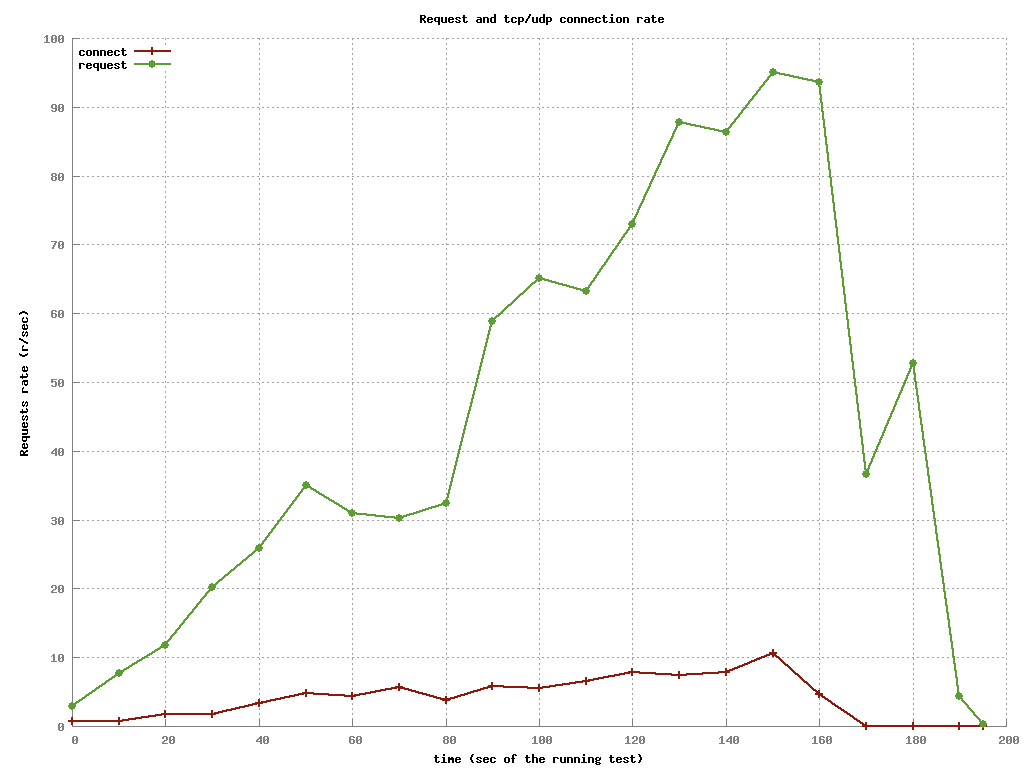 Request and tcp/udp connection rate
connect
request
100
90
80
70
60
50
40
30
20
10
0
Requests rate (r/sec)
0 20 40 60 80 100 120 140 160 180 200
time (sec of the running test)